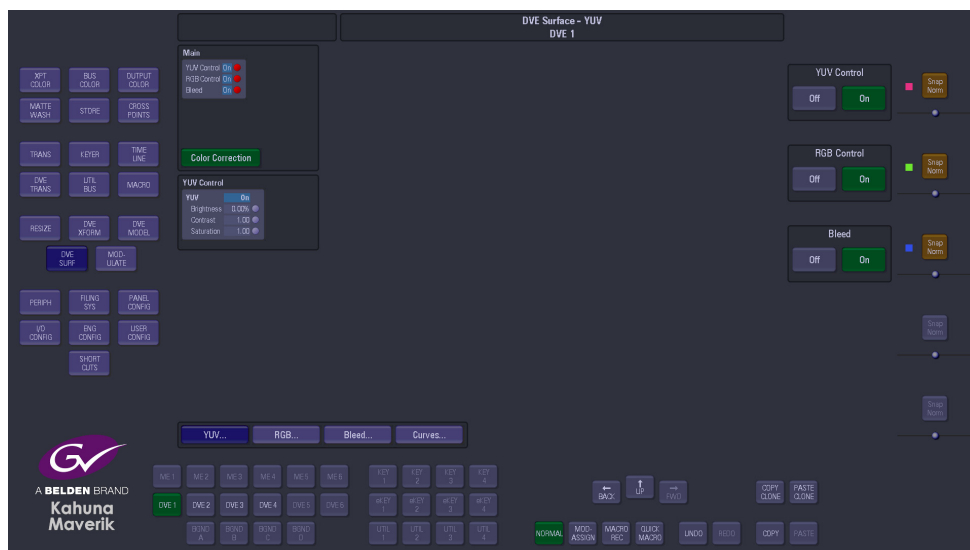 DVE Surface - YUV
DVE 1
XPT COLOR
BUS COLOR
OUTPUT COLOR
MATTE WASH
STORE
CROSS POINTS
TRANS
KEYER
TIME LINE
DVE TRANS
UTIL BUS
MACRO
RESIZE
DVE XFORM
DVE MODEL
DVE SURF
MOD-ULATE
PERIPH
FILING SYS
PANEL CONFIG
I/O CONFIG
ENG CONFIG
USER CONFIG
SHORT CUTS
Main
YUV Control On
RGB Control On
Bleed On
Color Correction
YUV Control
YUV On
Brightness 0.00%
Contrast 1.00
Saturation 1.00
YUV Control
Off On
Snap Norm
RGB Control
Off On
Snap Norm
Bleed
Off On
Snap Norm
Snap Norm
Snap Norm
YUV... RGB... Bleed... Curves...
GV
A BELDEN BRAND
Kahuna
Maverik
ME 1 ME 2 ME 3 ME 4 ME 5 ME 6
DVE 1 DVE 2 DVE 3 DVE 4 DVE 5 DVE 6
BGND A BGND B BGND C BGND D
KEY 1 KEY 2 KEY 3 KEY 4
eKEY 1 eKEY 2 eKEY 3 eKEY 4
UTIL 1 UTIL 2 UTIL 3 UTIL 4
BACK UP FWD
COPY CLONE PASTE CLONE
NORMAL MOD-ASSIGN MACRO REC QUICK MACRO UNDO REDO COPY PASTE